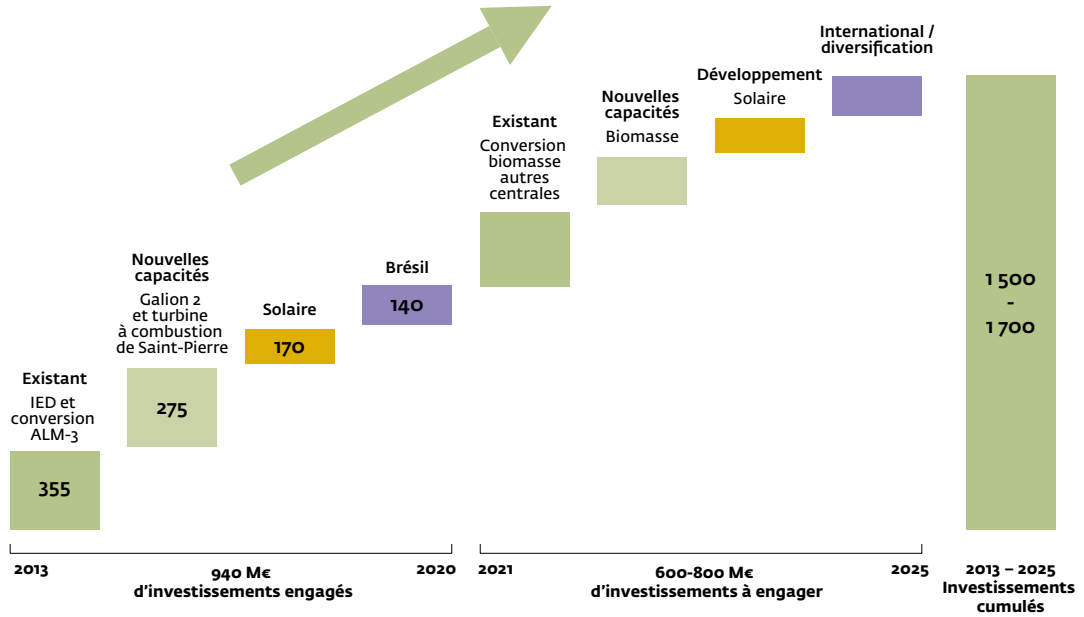 Existant
IED et
conversion
ALM-3
355
Nouvelles
capacités
Galion 2
et turbine
à combustion
de Saint-Pierre
275
Solaire
170
Brésil
140
Existant
Conversion
biomasse
autres
centrales
Nouvelles
capacités
Biomasse
Développement
Solaire
International /
diversification
1 500
-
1 700
2013
940 M€
d'investissements engagés
2020
2021
600-800 M€
d'investissements à engager
2025
2013 – 2025
Investissements
cumulés